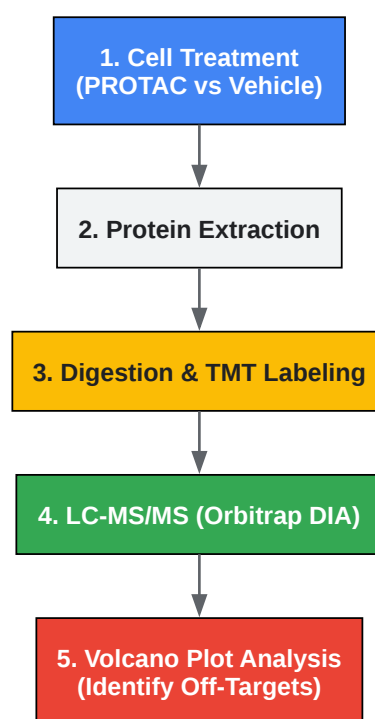 1. Cell Treatment
(PROTAC vs Vehicle)
2. Protein Extraction
3. Digestion & TMT Labeling
4. LC-MS/MS (Orbitrap DIA)
5. Volcano Plot Analysis
(Identify Off-Targets)